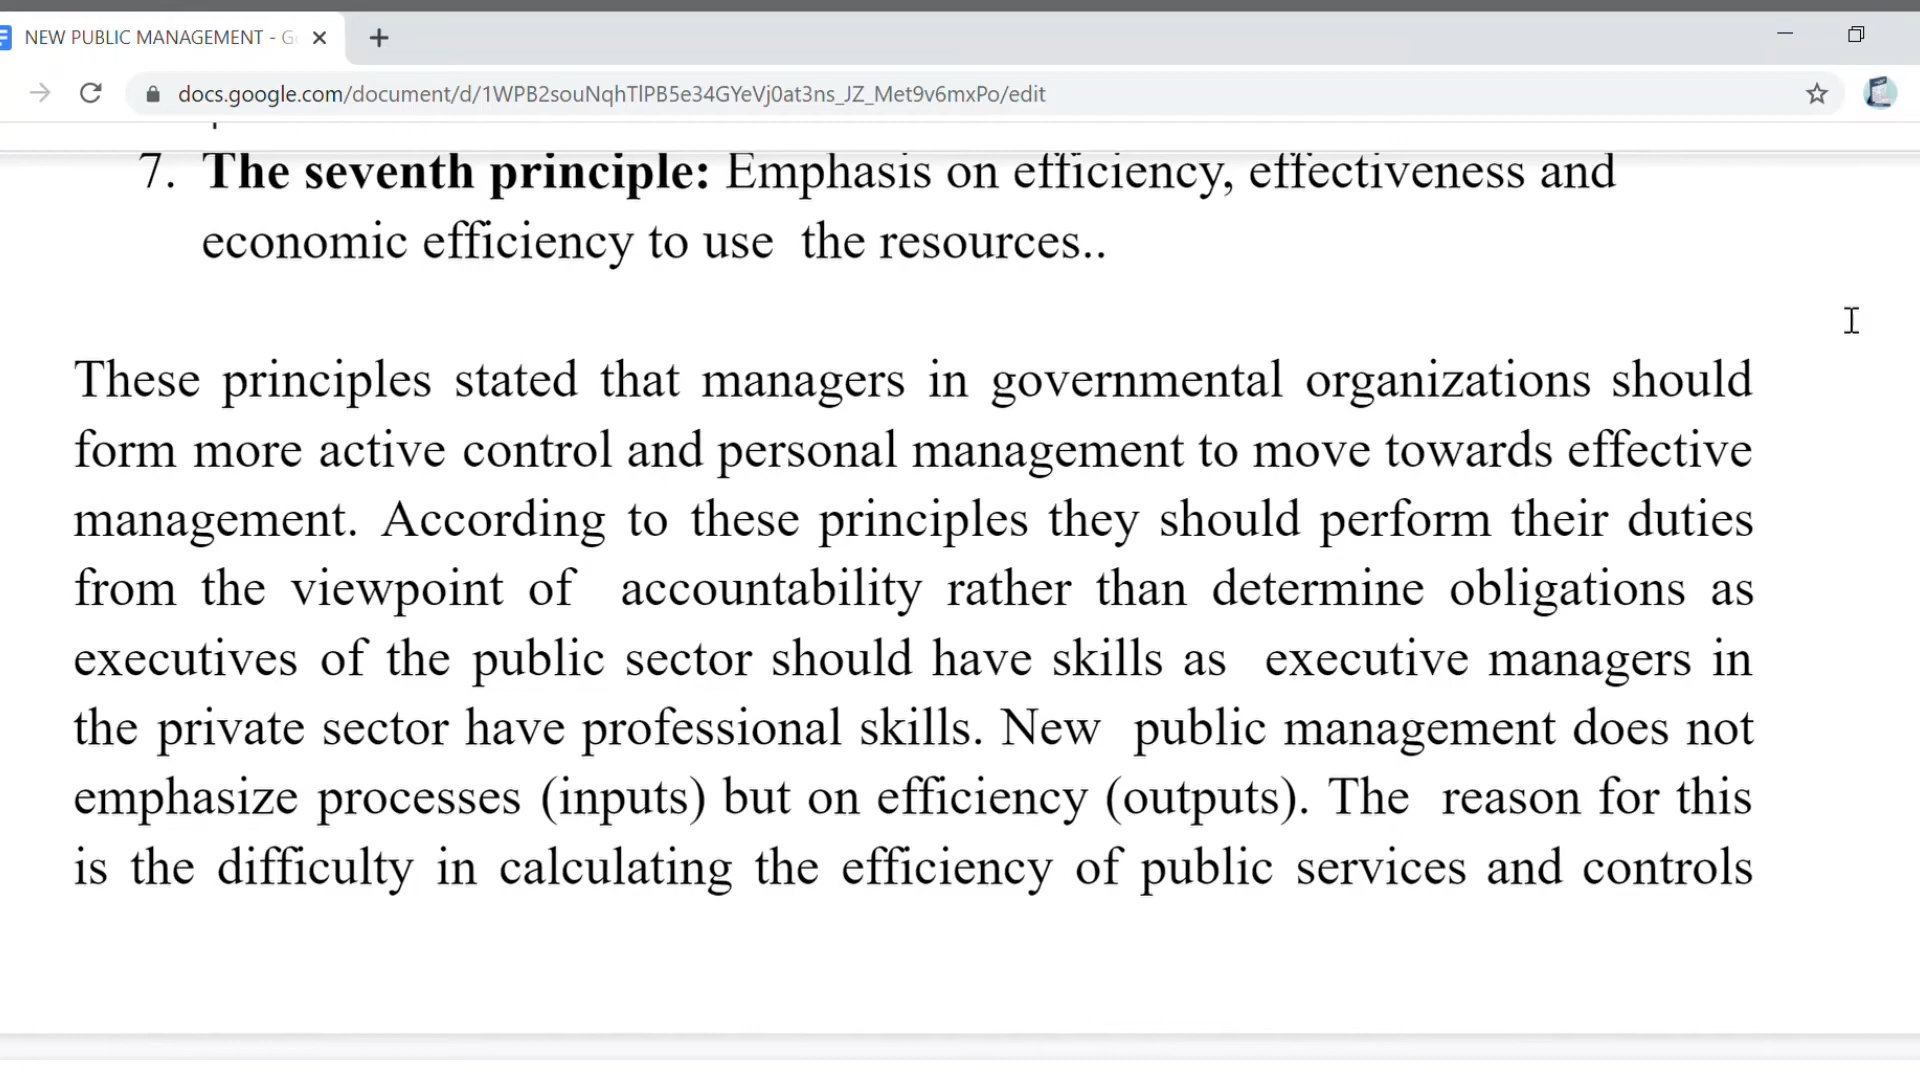 NEW PUBLIC MANAGEMENT - G
docs.google.com/document/d/1WPB2souNqhTlPB5e34GYeVj0at3ns_JZ_Met9v6mxPo/edit
7. The seventh principle: Emphasis on efficiency, effectiveness and
economic efficiency to use the resources..
These principles stated that managers in governmental organizations should
form more active control and personal management to move towards effective
management. According to these principles they should perform their duties
from the viewpoint of accountability rather than determine obligations as
executives of the public sector should have skills as executive managers in
the private sector have professional skills. New public management does not
emphasize processes (inputs) but on efficiency (outputs). The reason for this
is the difficulty in calculating the efficiency of public services and controls